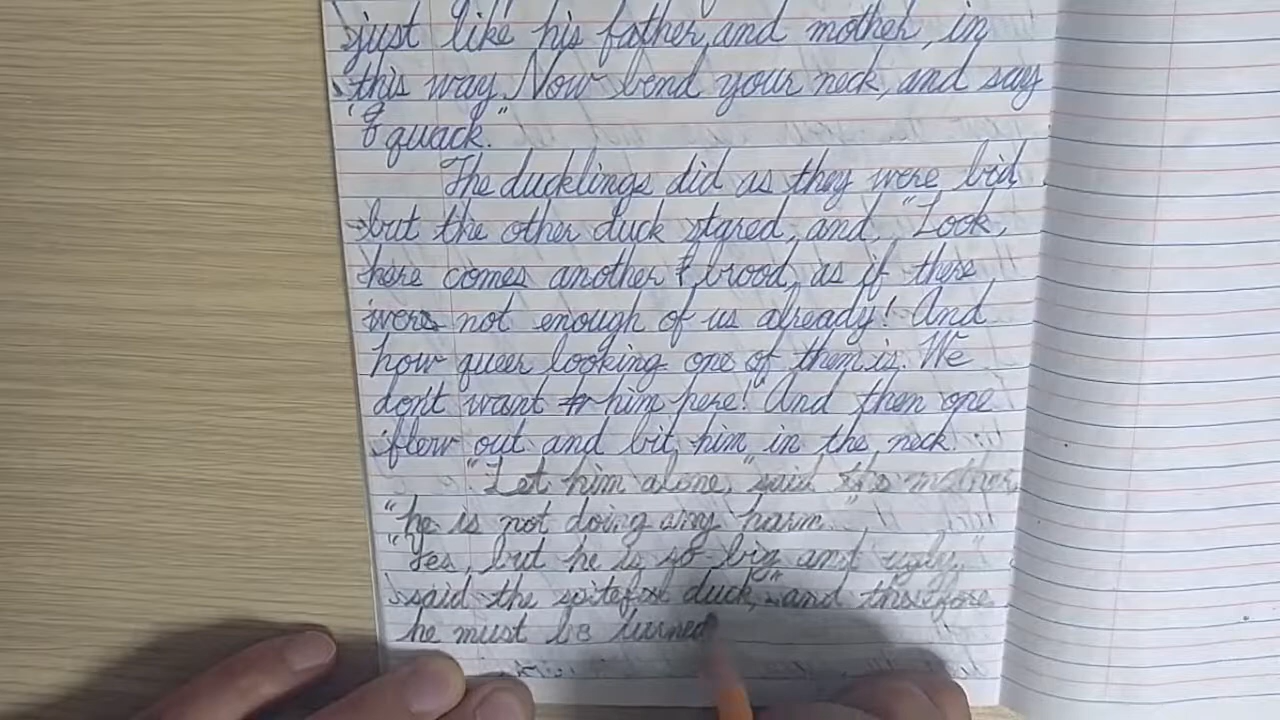 just like his father, and mother, in
this way. Now bend your neck, and say
quack."
The ducklings did as they were bid,
but the other duck stared, and, "Look,
here comes another brood, as if there
were not enough of us already! And
how queer looking one of them is. We
don't want him here!" And then one
flew out and bit him in the neck.
"Let him alone," said the mother
"he is not doing any harm."
"Yes, but he is so big and ugly,"
said the spiteful duck, "and therefore
he must be turned